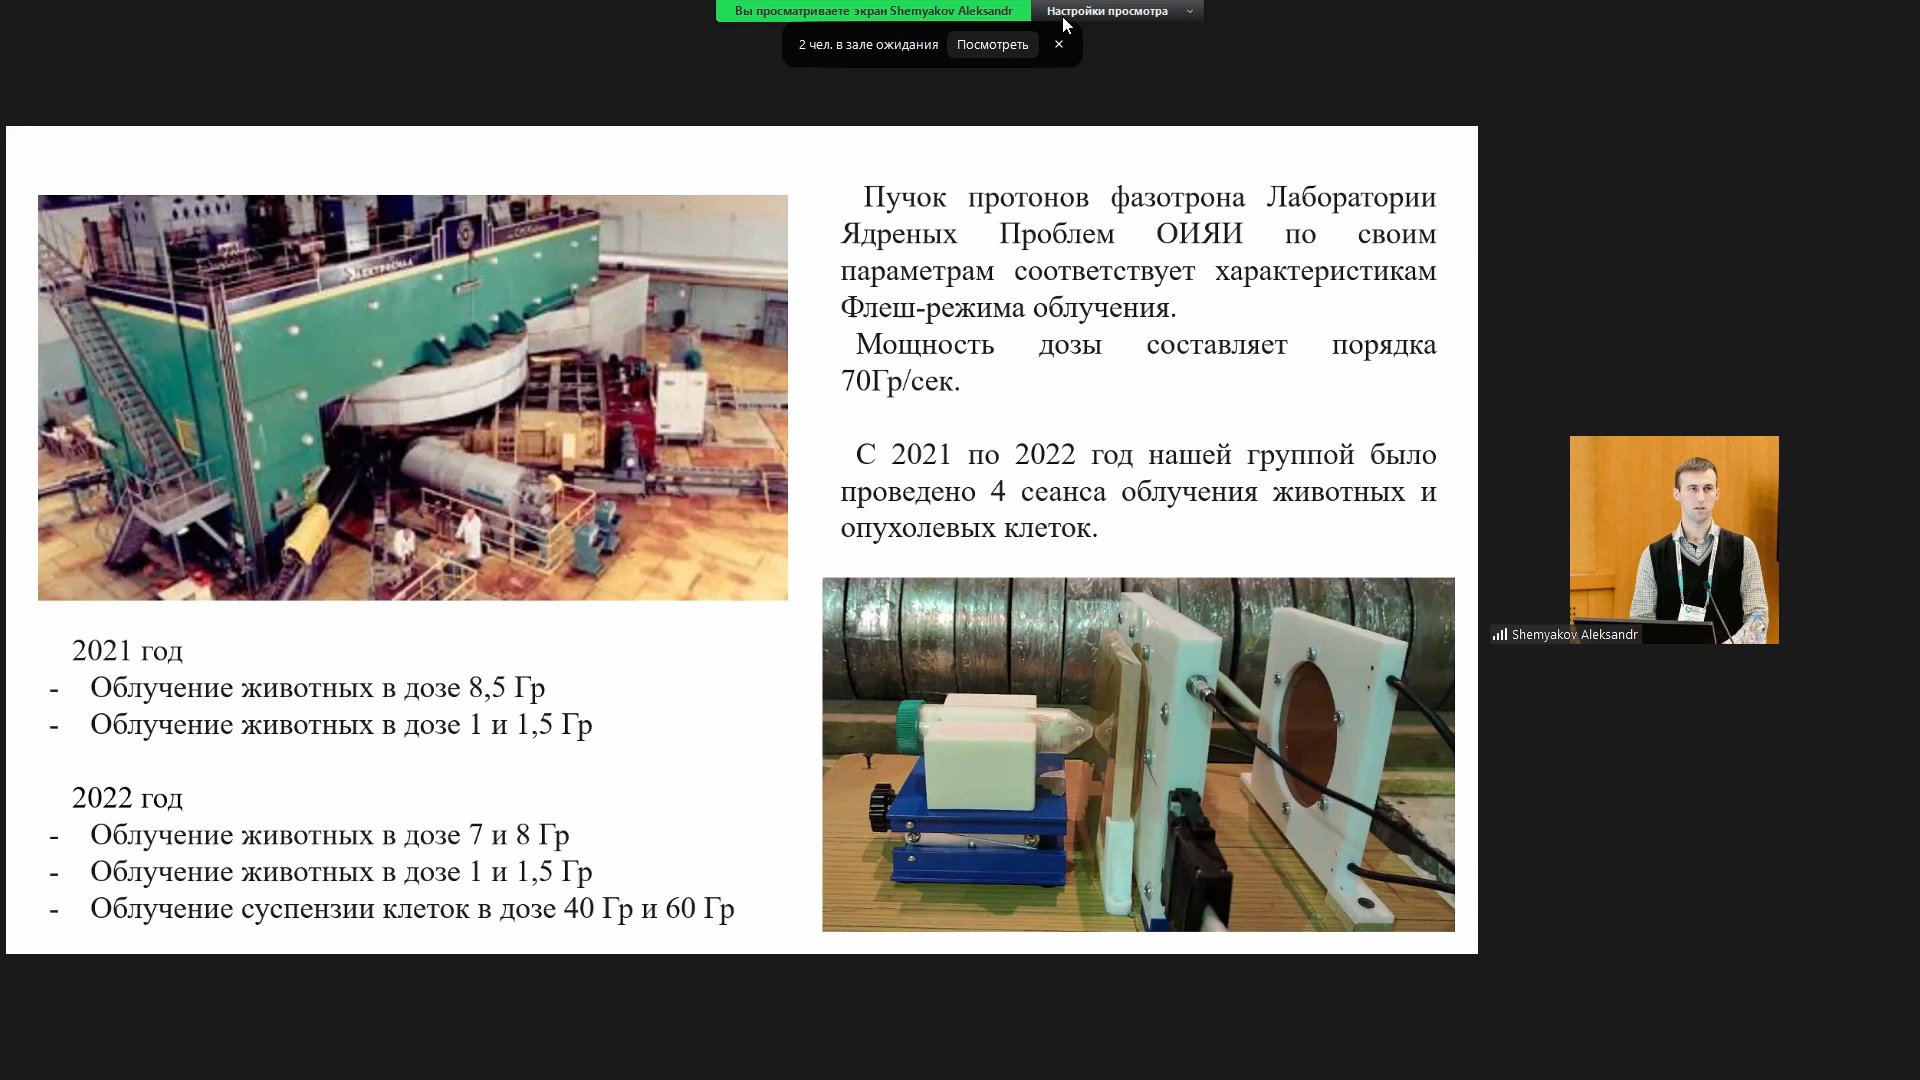 Вы просматриваете экран Shemyakov Aleksandr
Настройки просмотра
2 чел. в зале ожидания
Посмотреть
Пучок протонов фазотрона Лаборатории
Ядреных Проблем ОИЯИ по своим
параметрам соответствует характеристикам
Флеш-режима облучения.
Мощность дозы составляет порядка
70Гр/сек.
С 2021 по 2022 год нашей группой было
проведено 4 сеанса облучения животных и
опухолевых клеток.
2021 год
- Облучение животных в дозе 8,5 Гр
- Облучение животных в дозе 1 и 1,5 Гр
2022 год
- Облучение животных в дозе 7 и 8 Гр
- Облучение животных в дозе 1 и 1,5 Гр
- Облучение суспензии клеток в дозе 40 Гр и 60 Гр
Shemyakov Aleksandr